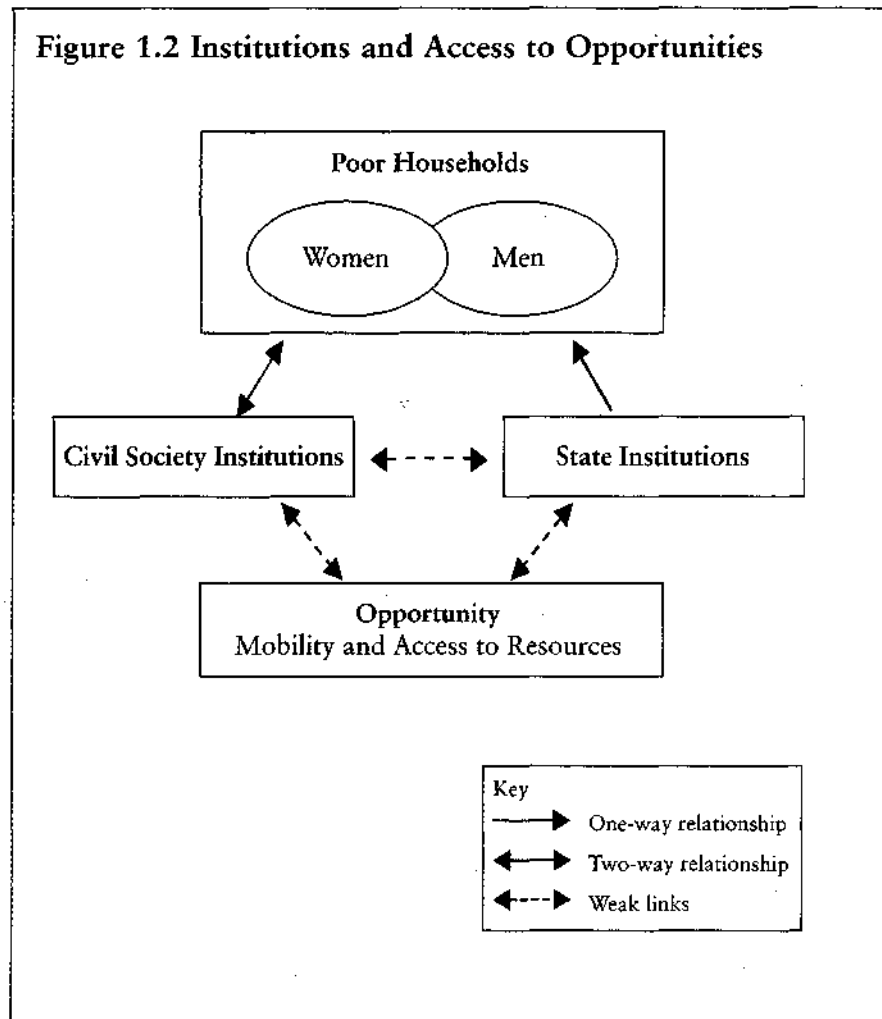 Figure 1.2 Institutions and Access to Opportunities
Poor Households
Women
Men
Civil Society Institutions
State Institutions
Opportunity
Mobility and Access to Resources
Key
One-way relationship
Two-way relationship
Weak links